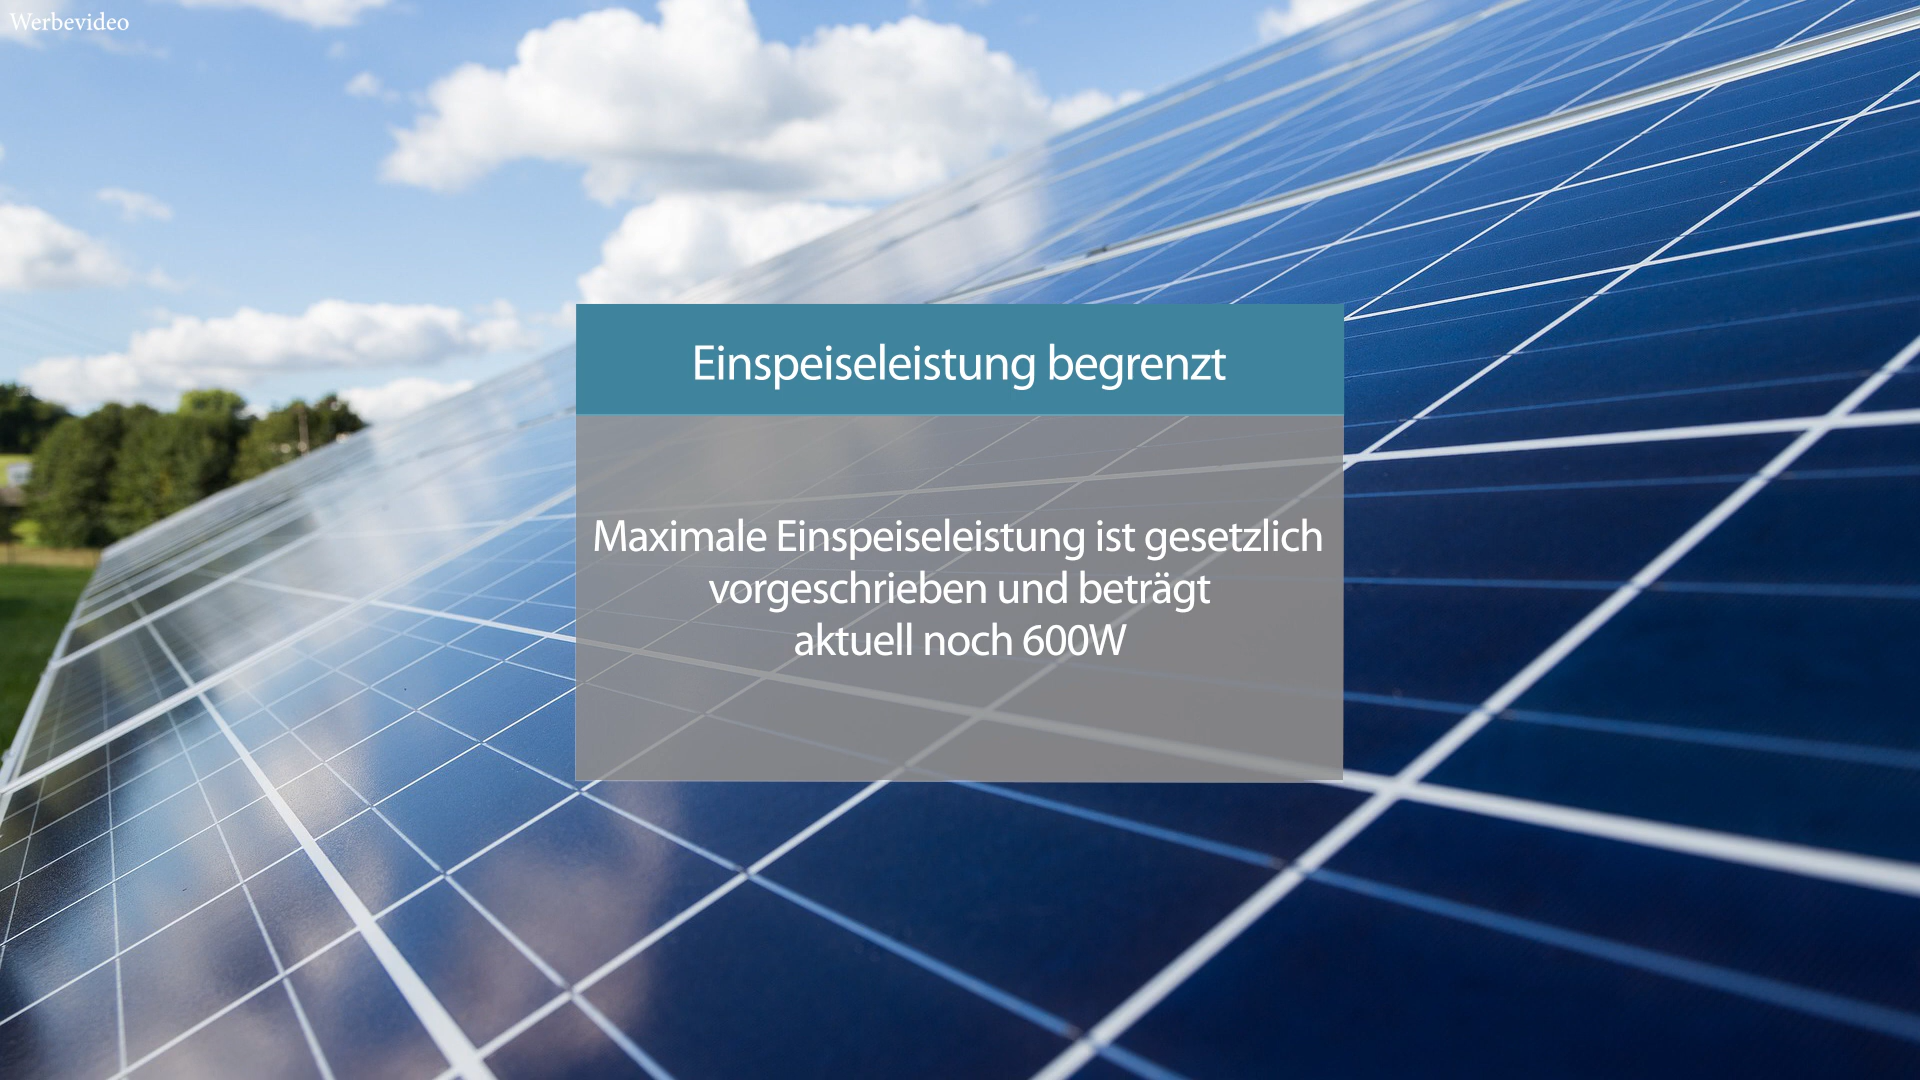 Werbevideo
Einspeiseleistung begrenzt
Maximale Einspeiseleistung ist gesetzlich
vorgeschrieben und beträgt
aktuell noch 600W